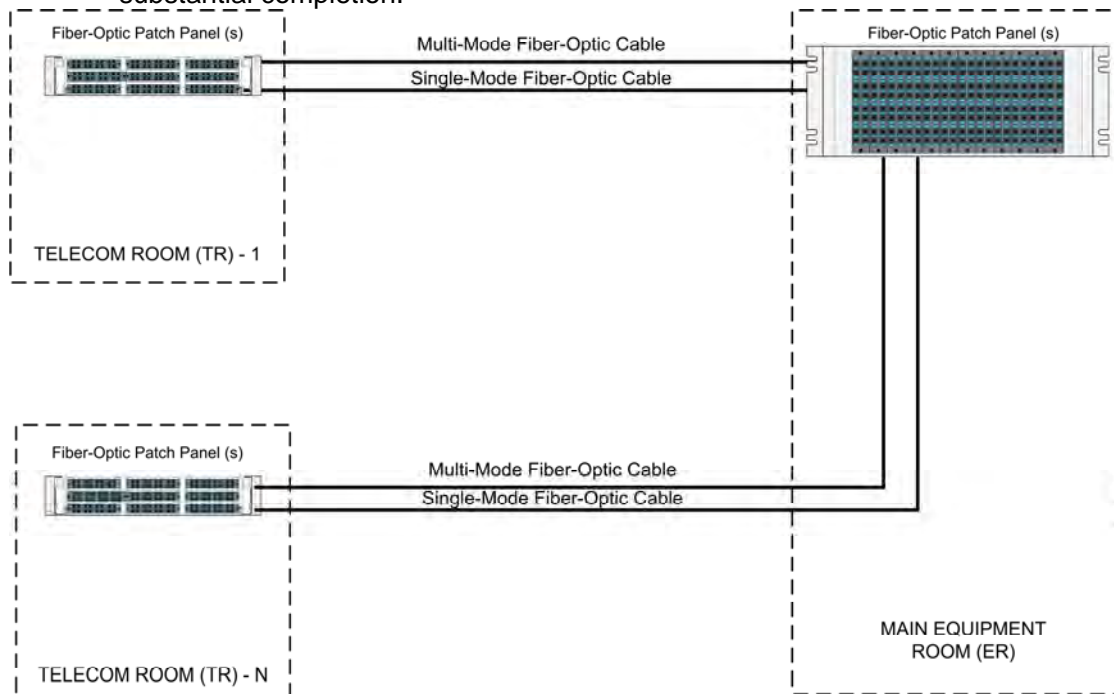 substantial completion.
Fiber-Optic Patch Panel (s)
Multi-Mode Fiber-Optic Cable
Single-Mode Fiber-Optic Cable
Fiber-Optic Patch Panel (s)
TELECOM ROOM (TR) - 1
Fiber-Optic Patch Panel (s)
Multi-Mode Fiber-Optic Cable
Single-Mode Fiber-Optic Cable
TELECOM ROOM (TR) - N
MAIN EQUIPMENT
ROOM (ER)